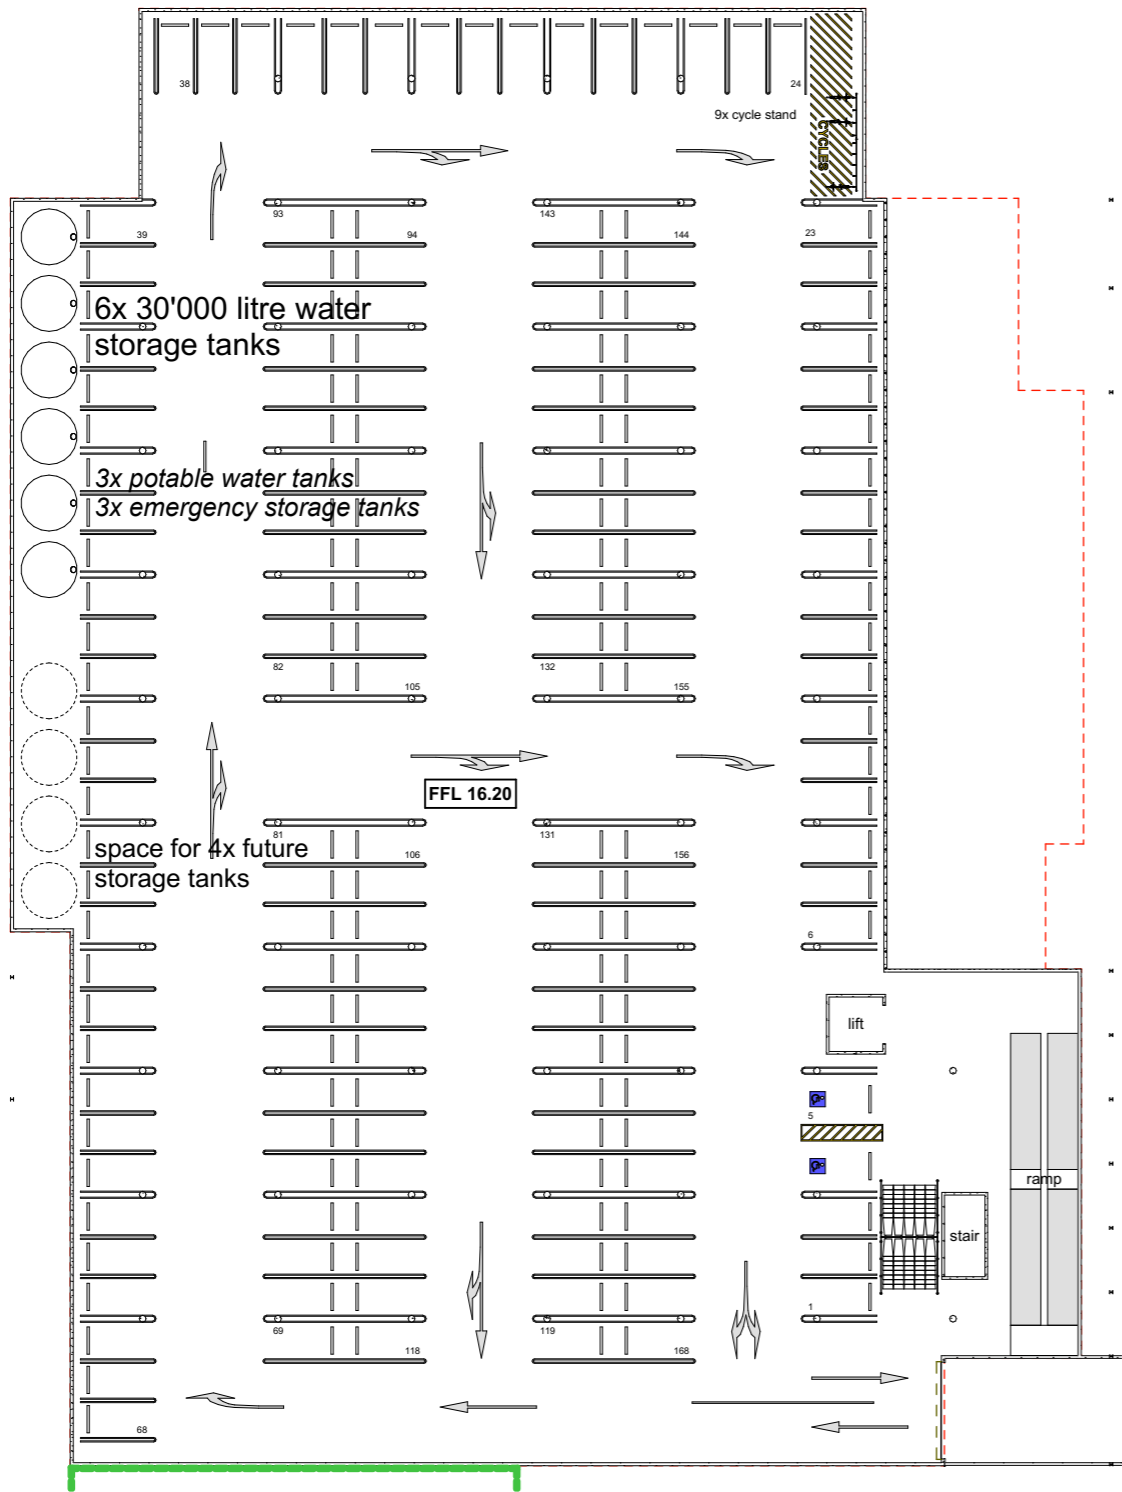 38
24
9x cycle stand
CYCLES
93
143
39
94
144
23
6x 30'000 litre water
storage tanks
3x potable water tanks
3x emergency storage tanks
82
132
105
155
FFL 16.20
81
131
space for 4x future
storage tanks
106
156
6
lift
5
ramp
stair
1
69
119
118
168
68